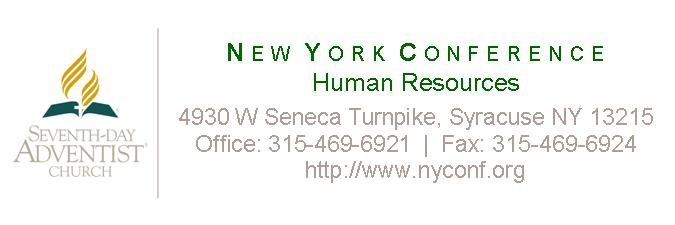 SEVENTH-DAY
ADVENTIST®
CHURCH
NEW YORK CONFERENCE
Human Resources
4930 W Seneca Turnpike, Syracuse NY 13215
Office: 315-469-6921 | Fax: 315-469-6924
http://www.nyconf.org